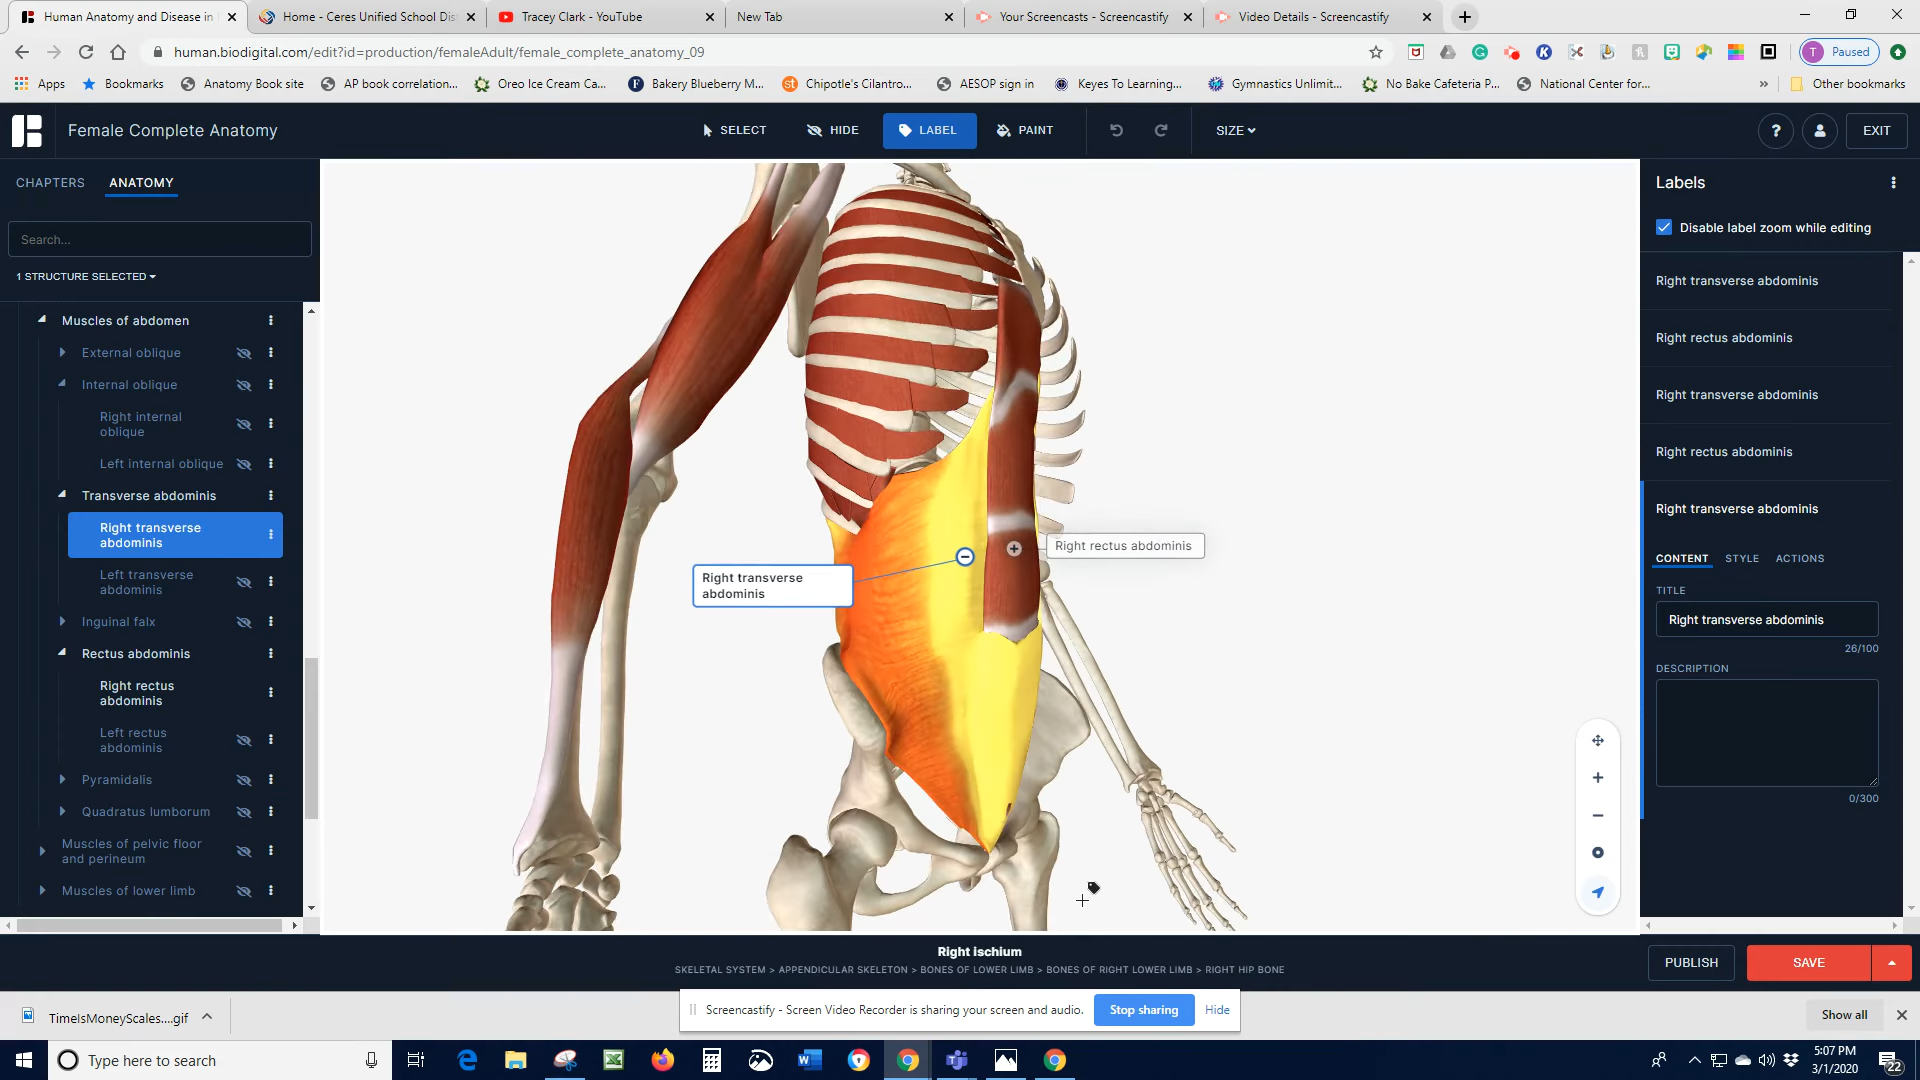 Human Anatomy and Disease in
Home - Ceres Unified School Dis
Tracey Clark - YouTube
New Tab
Your Screencasts - Screencastify
Video Details - Screencastify
human.biodigital.com/edit?id=production/femaleAdult/female_complete_anatomy_09
T Paused
Apps
Bookmarks
Anatomy Book site
AP book correlation...
Oreo Ice Cream Ca...
Bakery Blueberry M...
Chipotle's Cilantro...
AESOP sign in
Keyes To Learning...
Gymnastics Unlimit...
No Bake Cafeteria P...
National Center for...
»
Other bookmarks
Female Complete Anatomy
SELECT
HIDE
LABEL
PAINT
SIZE
?
EXIT
CHAPTERS
ANATOMY
Search...
1 STRUCTURE SELECTED
Muscles of abdomen
External oblique
Internal oblique
Right internal
oblique
Left internal oblique
Transverse abdominis
Right transverse
abdominis
Left transverse
abdominis
Inguinal falx
Rectus abdominis
Right rectus
abdominis
Left rectus
abdominis
Pyramidalis
Quadratus lumborum
Muscles of pelvic floor
and perineum
Muscles of lower limb
Right rectus abdominis
Right transverse
abdominis
Labels
Disable label zoom while editing
Right transverse abdominis
Right rectus abdominis
Right transverse abdominis
Right rectus abdominis
Right transverse abdominis
CONTENT
STYLE
ACTIONS
TITLE
Right transverse abdominis
26/100
DESCRIPTION
0/300
Right ischium
SKELETAL SYSTEM > APPENDICULAR SKELETON > BONES OF LOWER LIMB > BONES OF RIGHT LOWER LIMB > RIGHT HIP BONE
PUBLISH
SAVE
TimeIsMoneyScales....gif
Screencastify - Screen Video Recorder is sharing your screen and audio.
Stop sharing
Hide
Show all
Type here to search
5:07 PM
3/1/2020
22